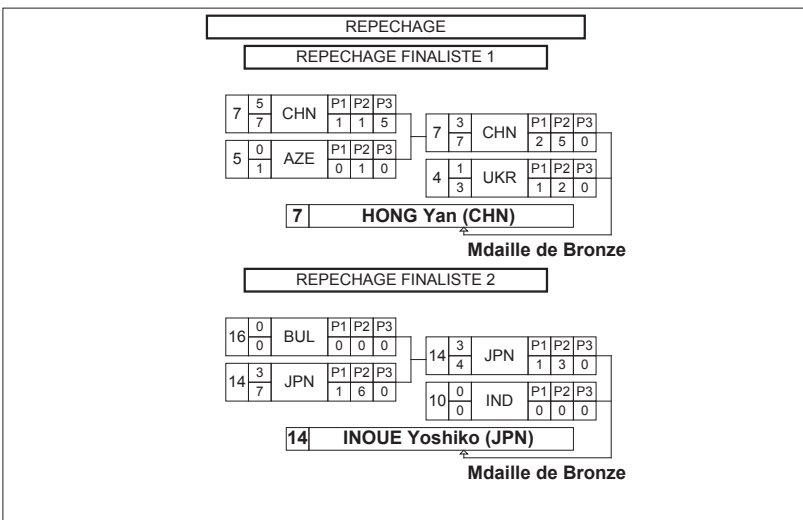 REPECHAGE
REPECHAGE FINALISTE 1
7 5 7 CHN P1 P2 P3 1 1 5
5 0 1 AZE P1 P2 P3 0 1 0
7 3 7 CHN P1 P2 P3 2 5 0
4 1 3 UKR P1 P2 P3 1 2 0
7 HONG Yan (CHN)
Mdaille de Bronze
REPECHAGE FINALISTE 2
16 0 0 BUL P1 P2 P3 0 0 0
14 3 7 JPN P1 P2 P3 1 6 0
14 3 4 JPN P1 P2 P3 1 3 0
10 0 0 IND P1 P2 P3 0 0 0
14 INOUE Yoshiko (JPN)
Mdaille de Bronze